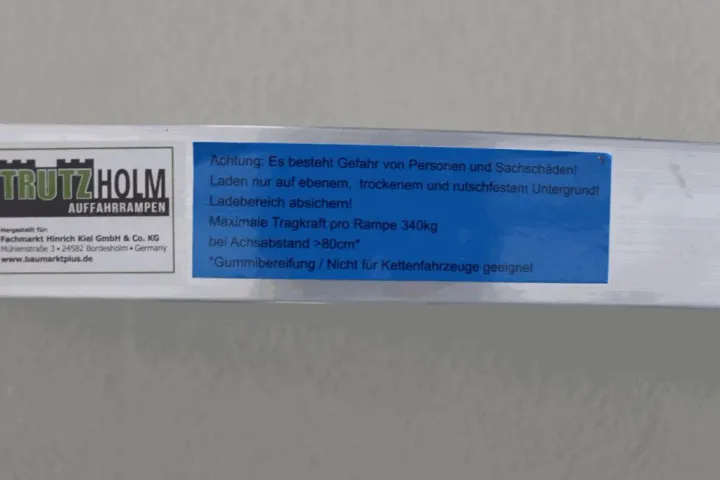 TRUTZHOLM
AUFFAHRRAMPEN
Hergestellt für:
Fachmarkt Hinrich Kiel GmbH & Co. KG
Mühlenstraße 3 • 24582 Bordesholm • Germany
www.baumarktplus.de
Achtung: Es besteht Gefahr von Personen und Sachschäden!
Laden nur auf ebenem, trockenem und rutschfestem Untergrund!
Ladebereich absichern!
Maximale Tragkraft pro Rampe 340kg
bei Achsabstand >80cm*
*Gummibereifung / Nicht für Kettenfahrzeuge geeignet